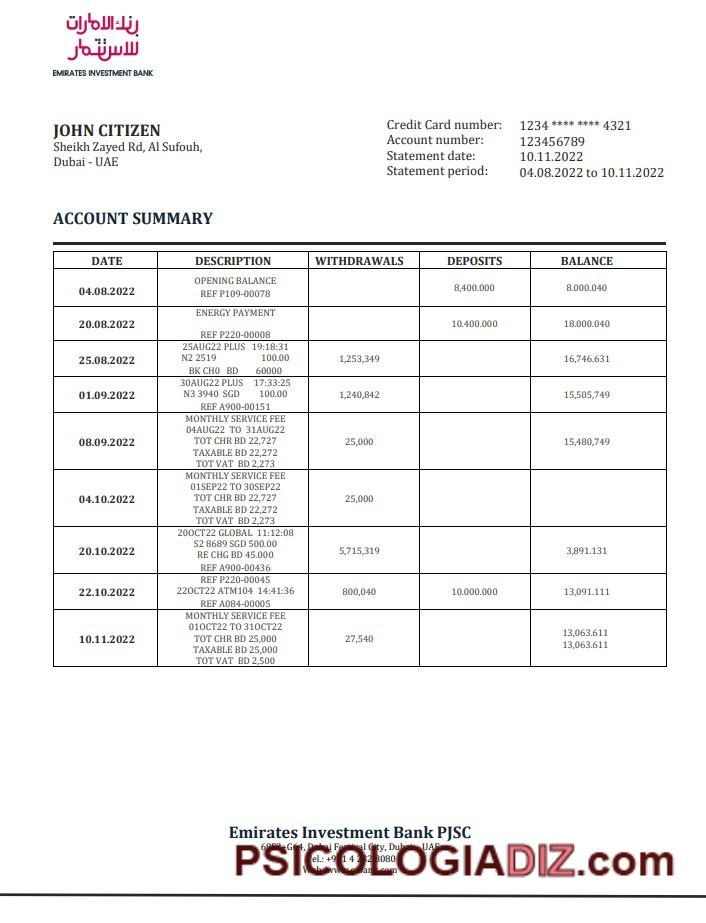 بنك الامارات
للاستثمار
EMIRATES INVESTMENT BANK
JOHN CITIZEN
Sheikh Zayed Rd, Al Sufouh,
Dubai - UAE
Credit Card number: 1234 **** **** 4321
Account number: 123456789
Statement date: 10.11.2022
Statement period: 04.08.2022 to 10.11.2022
ACCOUNT SUMMARY
DATE DESCRIPTION WITHDRAWALS DEPOSITS BALANCE
OPENING BALANCE
04.08.2022 REF P109-00078 8,400.000 8.000.040
ENERGY PAYMENT
20.08.2022 10.400.000 18.000.040
REF P220-00008
25AUG22 PLUS 19:18:31
25.08.2022 N2 2519 100.00 1,253,349 16,746.631
BK CH0 BD 60000
30AUG22 PLUS 17:33:25
01.09.2022 N3 3940 SGD 100.00 1,240,842 15,505,749
REF A900-00151
MONTHLY SERVICE FEE
04AUG22 TO 31AUG22
08.09.2022 TOT CHR BD 22,727 25,000 15,480,749
TAXABLE BD 22,272
TOT VAT BD 2,273
MONTHLY SERVICE FEE
01SEP22 TO 30SEP22
04.10.2022 TOT CHR BD 22,727 25,000
TAXABLE BD 22,272
TOT VAT BD 2,273
20OCT22 GLOBAL 11:12:08
S2 8689 SGD 500.00
20.10.2022 RE CHG BD 45.000 5,715,319 3,891.131
REF A900-00436
REF P220-00045
22.10.2022 22OCT22 ATM104 14:41:36 800,040 10.000.000 13,091.111
REF A084-00005
MONTHLY SERVICE FEE
01OCT22 TO 31OCT22
10.11.2022 TOT CHR BD 25,000 27,540 13,063.611
TAXABLE BD 25,000 13,063.611
TOT VAT BD 2,500
Emirates Investment Bank PJSC
Dubai Festival City, Dubai - UAE
PSICOLOGIADIZ.com